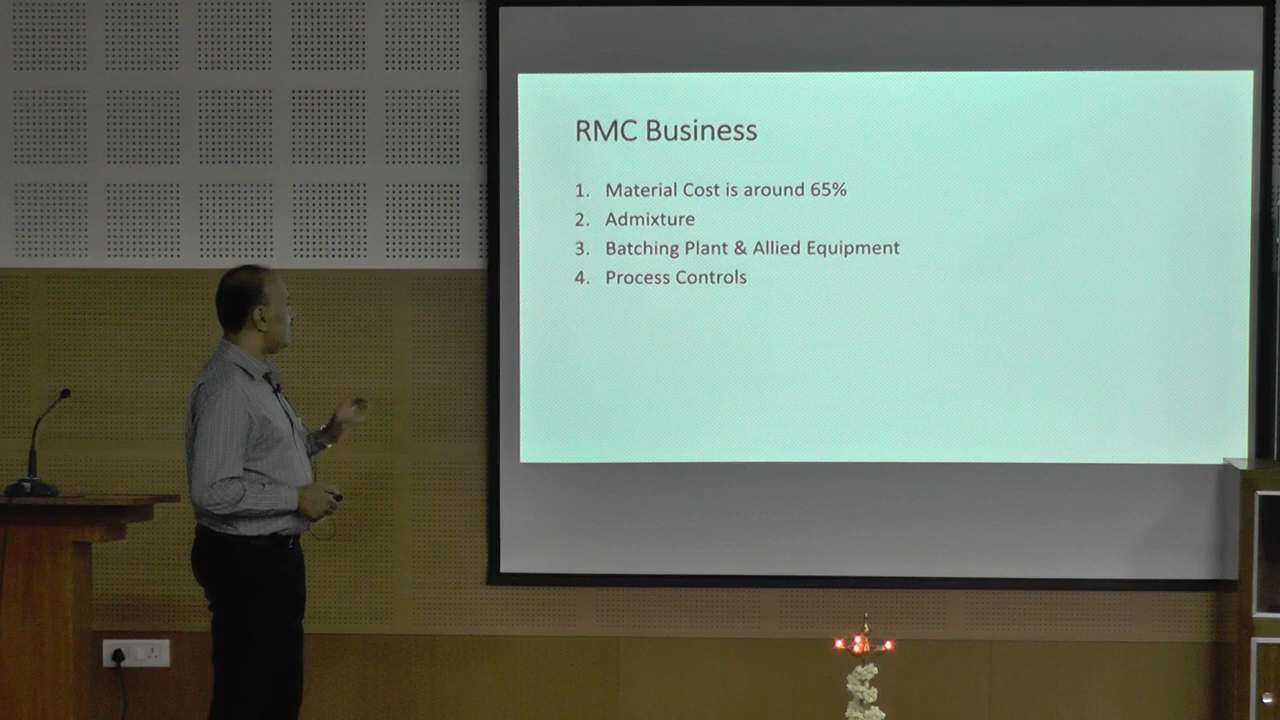 RMC Business
1. Material Cost is around 65%
2. Admixture
3. Batching Plant & Allied Equipment
4. Process Controls